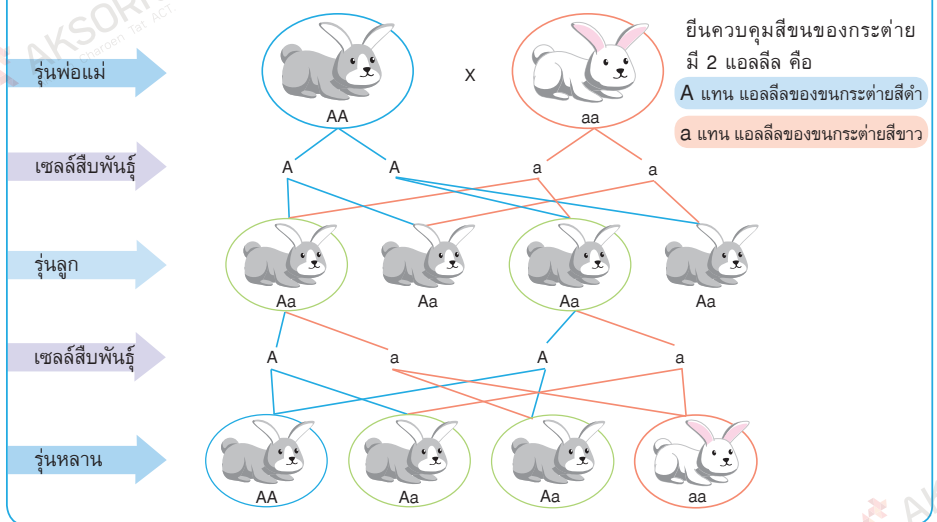 AKSORN
Charoen Tat ACT
ยีนควบคุมสีขนของกระต่าย
มี 2 แอลลีล คือ
A แทน แอลลีลของขนกระต่ายสีดำ
a แทน แอลลีลของขนกระต่ายสีขาว
รุ่นพ่อแม่
X
AA
aa
เซลล์สืบพันธุ์
A A a a
รุ่นลูก
Aa Aa Aa Aa
เซลล์สืบพันธุ์
A a A a
รุ่นหลาน
AA Aa Aa aa